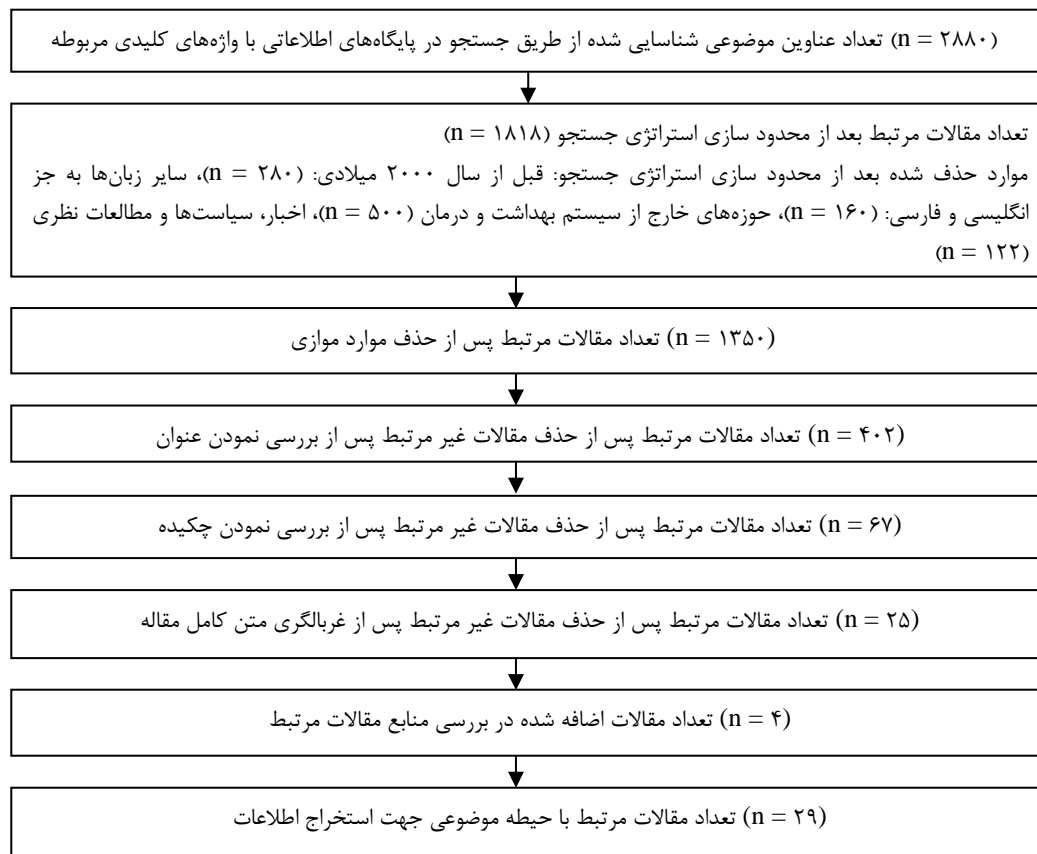 تعداد عناوین موضوعی شناسایی شده از طریق جستجو در پایگاه‌های اطلاعاتی با واژه‌های کلیدی مربوطه (n = ۲۸۸۰)
تعداد مقالات مرتبط بعد از محدود سازی استراتژی جستجو (n = ۱۸۱۸)
موارد حذف شده بعد از محدود سازی استراتژی جستجو: قبل از سال ۲۰۰۰ میلادی: (n = ۲۸۰)، سایر زبان‌ها به جز
انگلیسی و فارسی: (n = ۱۶۰)، حوزه‌های خارج از سیستم بهداشت و درمان (n = ۵۰۰)، اخبار، سیاست‌ها و مطالعات نظری
(n = ۱۲۲)
تعداد مقالات مرتبط پس از حذف موارد موازی (n = ۱۳۵۰)
تعداد مقالات مرتبط پس از حذف مقالات غیر مرتبط پس از بررسی نمودن عنوان (n = ۴۰۲)
تعداد مقالات مرتبط پس از حذف مقالات غیر مرتبط پس از بررسی نمودن چکیده (n = ۶۷)
تعداد مقالات مرتبط پس از حذف مقالات غیر مرتبط پس از غربالگری متن کامل مقاله (n = ۲۵)
تعداد مقالات اضافه شده در بررسی منابع مقالات مرتبط (n = ۴)
تعداد مقالات مرتبط با حیطه موضوعی جهت استخراج اطلاعات (n = ۲۹)